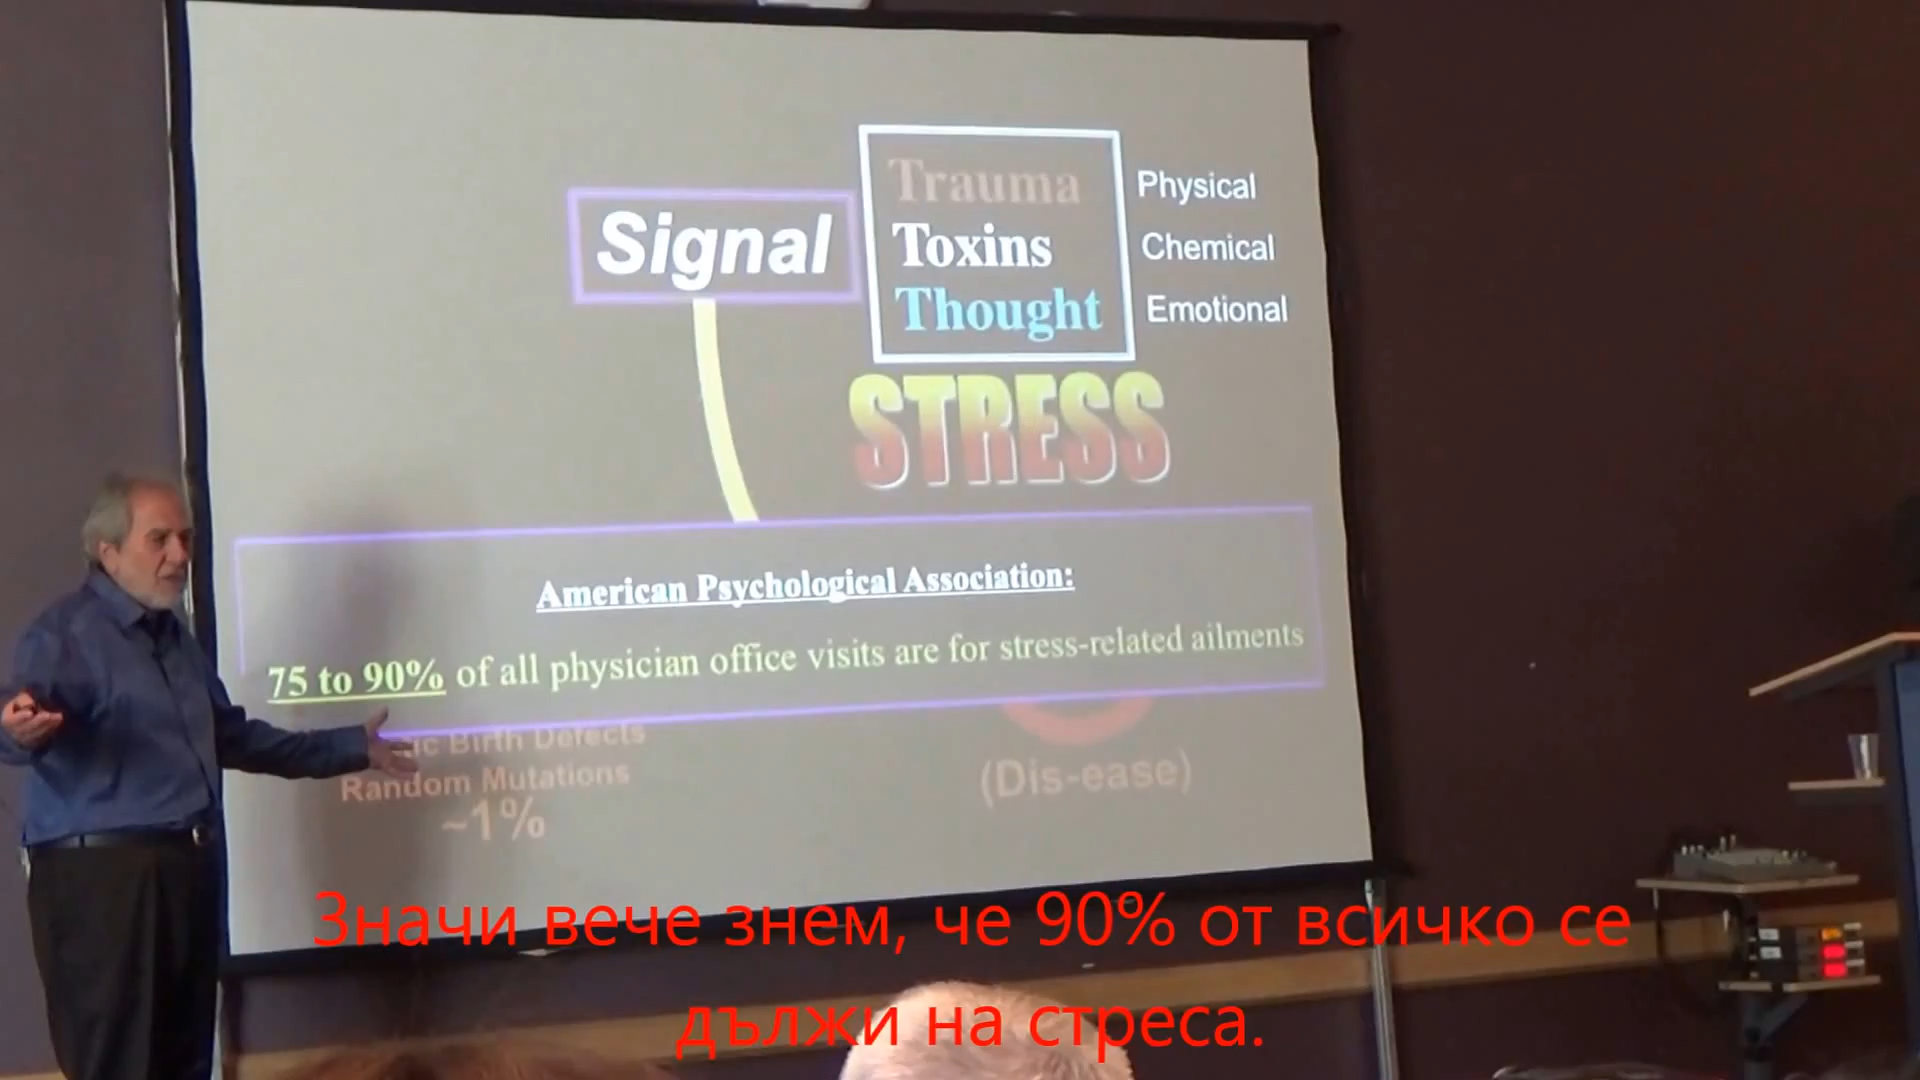 Trauma
Physical
Signal
Toxins
Chemical
Thought
Emotional
STRESS
American Psychological Association:
75 to 90% of all physician office visits are for stress-related ailments
Birth Defects
Random Mutations
~1%
(Dis-ease)
Значи вече знем, че 90% от всичко се
дължи на стреса.